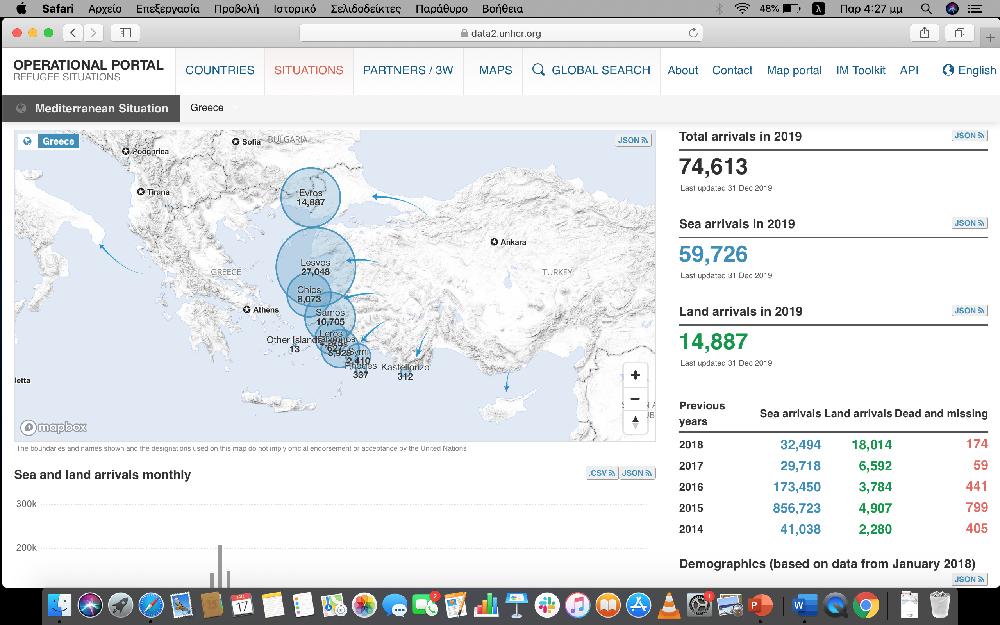 Safari Αρχείο Επεξεργασία Προβολή Ιστορικό Σελιδοδείκτες Παράθυρο Βοήθεια 48% λ Παρ 4:27 μμ
data2.unhcr.org
OPERATIONAL PORTAL
REFUGEE SITUATIONS
COUNTRIES SITUATIONS PARTNERS / 3W MAPS GLOBAL SEARCH About Contact Map portal IM Toolkit API English
Mediterranean Situation Greece
Greece
JSON
Sofia BULGARIA
Podgorica
Tirana
Evros
14,887
Ankara
Lesvos
27,048
GREECE
TURKEY
Chios
8,073
Athens
Samos
10,705
Leros
Kalymnos
Other Islands
13
627
5,925
Symi
2,410
Rhodes
337
Kastellorizo
312
letta
mapbox
The boundaries and names shown and the designations used on this map do not imply official endorsement or acceptance by the United Nations
Sea and land arrivals monthly
.CSV JSON
300k
200k
Total arrivals in 2019 JSON
74,613
Last updated 31 Dec 2019
Sea arrivals in 2019 JSON
59,726
Last updated 31 Dec 2019
Land arrivals in 2019 JSON
14,887
Last updated 31 Dec 2019
Previous years Sea arrivals Land arrivals Dead and missing
2018 32,494 18,014 174
2017 29,718 6,592 59
2016 173,450 3,784 441
2015 856,723 4,907 799
2014 41,038 2,280 405
Demographics (based on data from January 2018)
JSON
JAN
17
3D
2
PAGES
1
P
W
PDF